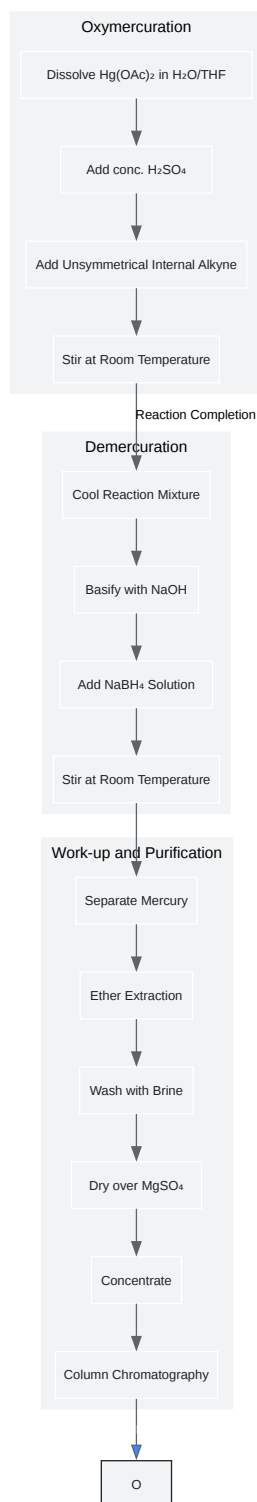 Oxymercuration
Dissolve Hg(OAc)₂ in H₂O/THF
Add conc. H₂SO₄
Add Unsymmetrical Internal Alkyne
Stir at Room Temperature
Reaction Completion
Demercuration
Cool Reaction Mixture
Basify with NaOH
Add NaBH₄ Solution
Stir at Room Temperature
Work-up and Purification
Separate Mercury
Ether Extraction
Wash with Brine
Dry over MgSO₄
Concentrate
Column Chromatography
O